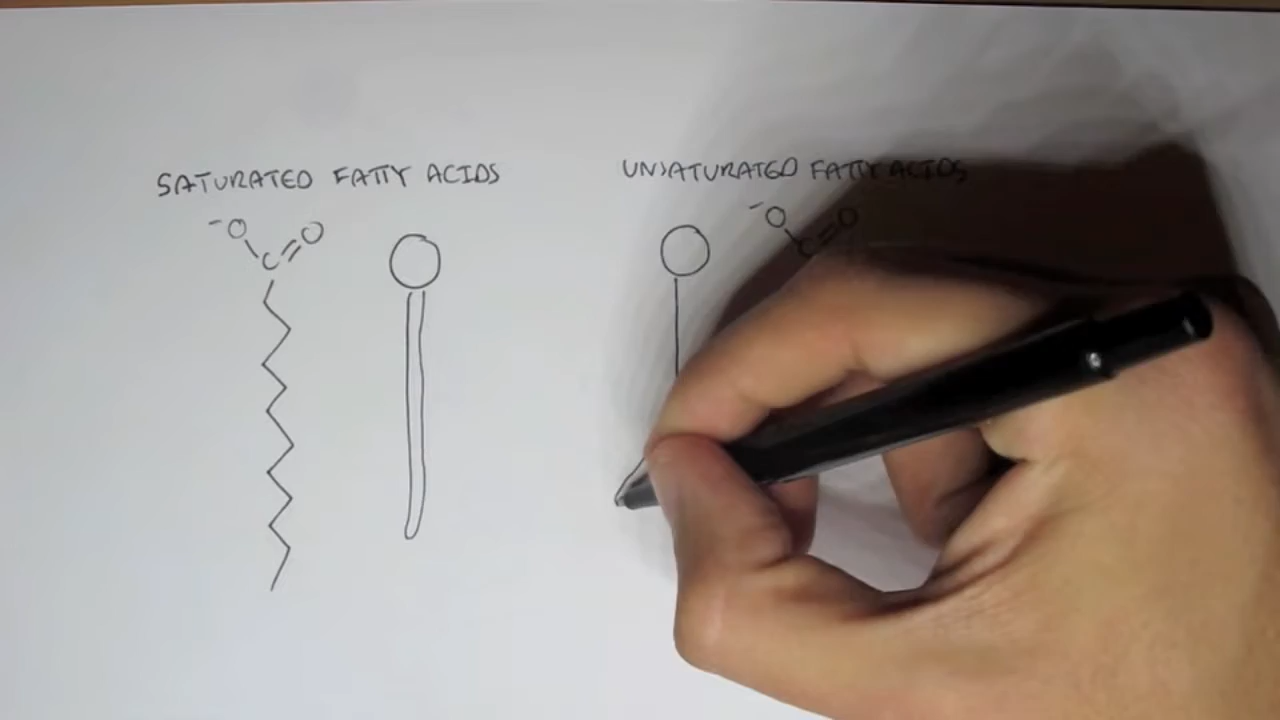 SATURATED FATTY ACIDS
⁻O C=O
UNSATURATED FATTY ACIDS
⁻O C=O